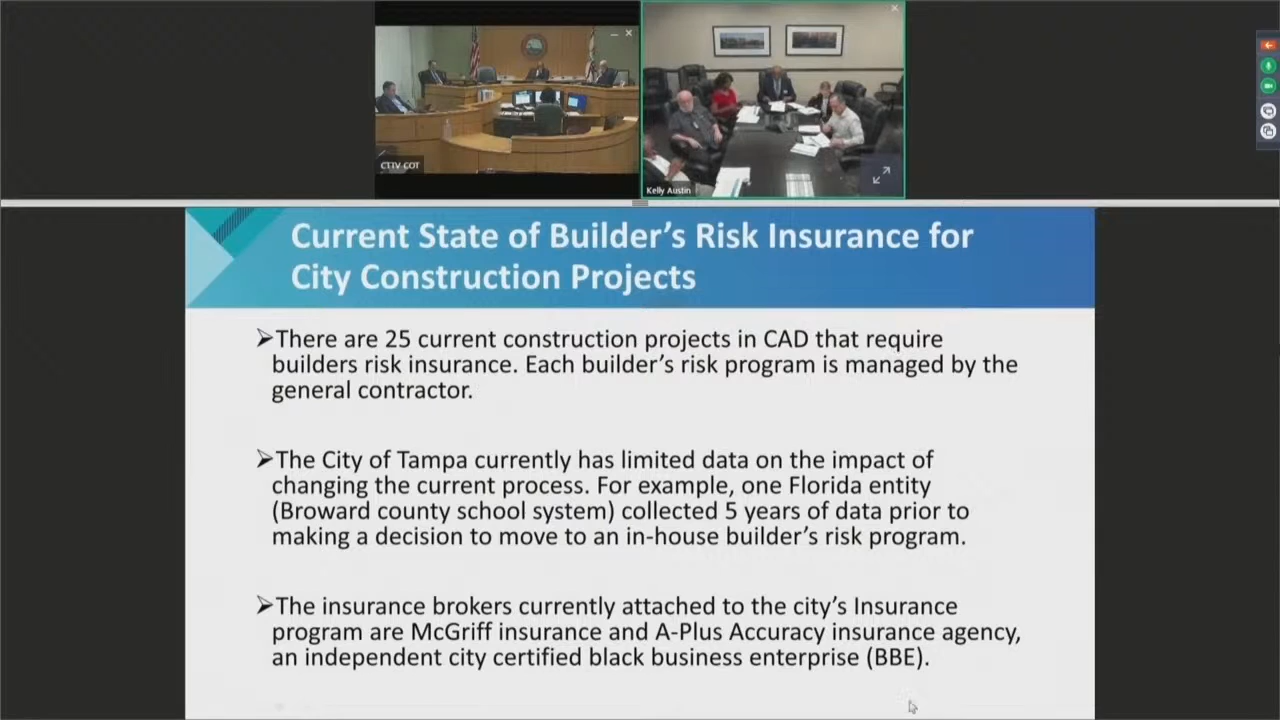 CTTV-COT
Kelly Austin
Current State of Builder's Risk Insurance for
City Construction Projects
➢There are 25 current construction projects in CAD that require
builders risk insurance. Each builder's risk program is managed by the
general contractor.
➢The City of Tampa currently has limited data on the impact of
changing the current process. For example, one Florida entity
(Broward county school system) collected 5 years of data prior to
making a decision to move to an in-house builder's risk program.
➢The insurance brokers currently attached to the city's Insurance
program are McGriff insurance and A-Plus Accuracy insurance agency,
an independent city certified black business enterprise (BBE).